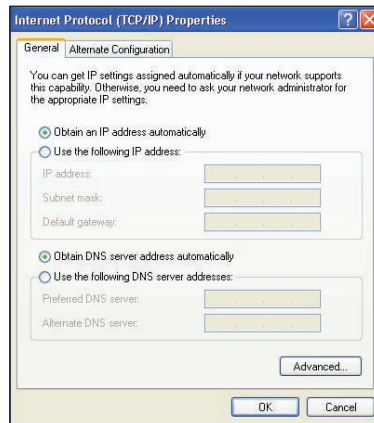 Internet Protocol (TCP/IP) Properties
General
Alternate Configuration
You can get IP settings assigned automatically if your network supports
this capability. Otherwise, you need to ask your network administrator for
the appropriate IP settings.
Obtain an IP address automatically
Use the following IP address:
IP address:
Subnet mask:
Default gateway:
Obtain DNS server address automatically
Use the following DNS server addresses:
Preferred DNS server:
Alternate DNS server:
Advanced...
OK
Cancel